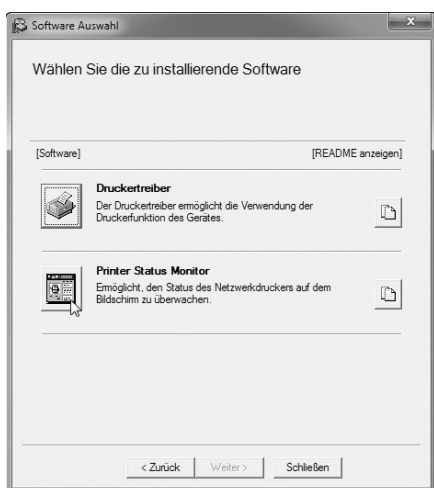 Software Auswahl
Wählen Sie die zu installierende Software
[Software] [README anzeigen]
Druckertreiber
Der Druckertreiber ermöglicht die Verwendung der
Druckerfunktion des Gerätes.
Printer Status Monitor
Ermöglicht, den Status des Netzwerkdruckers auf dem
Bildschirm zu überwachen.
< Zurück Weiter > Schließen